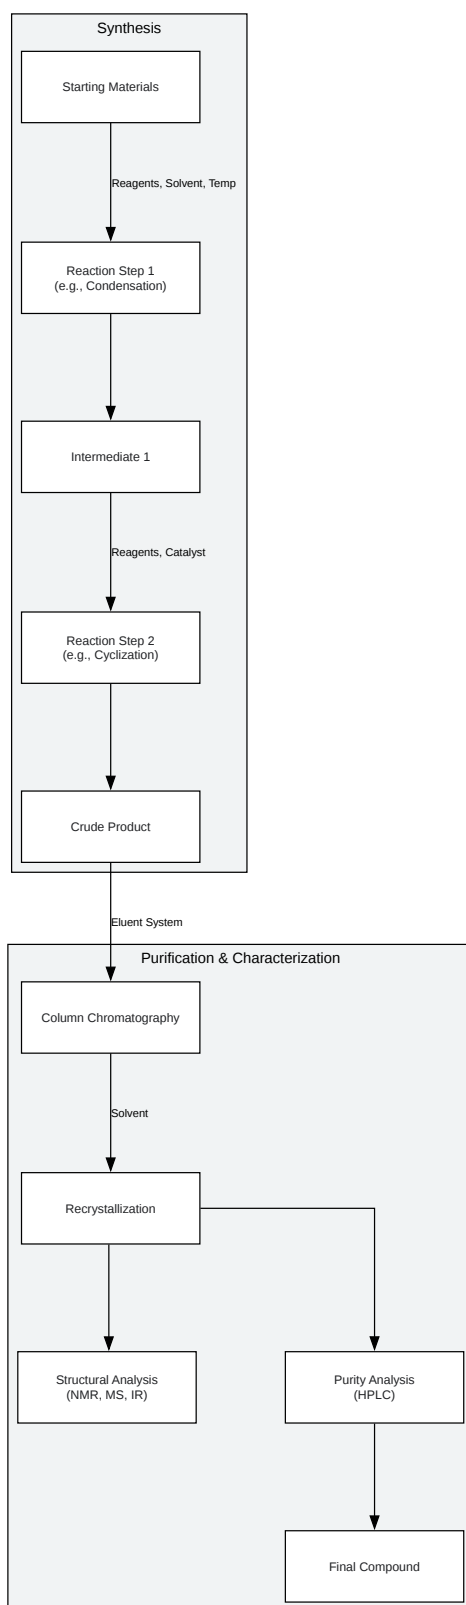 Synthesis
Starting Materials
Reagents, Solvent, Temp
Reaction Step 1
(e.g., Condensation)
Intermediate 1
Reagents, Catalyst
Reaction Step 2
(e.g., Cyclization)
Crude Product
Eluent System
Purification & Characterization
Column Chromatography
Solvent
Recrystallization
Structural Analysis
(NMR, MS, IR)
Purity Analysis
(HPLC)
Final Compound